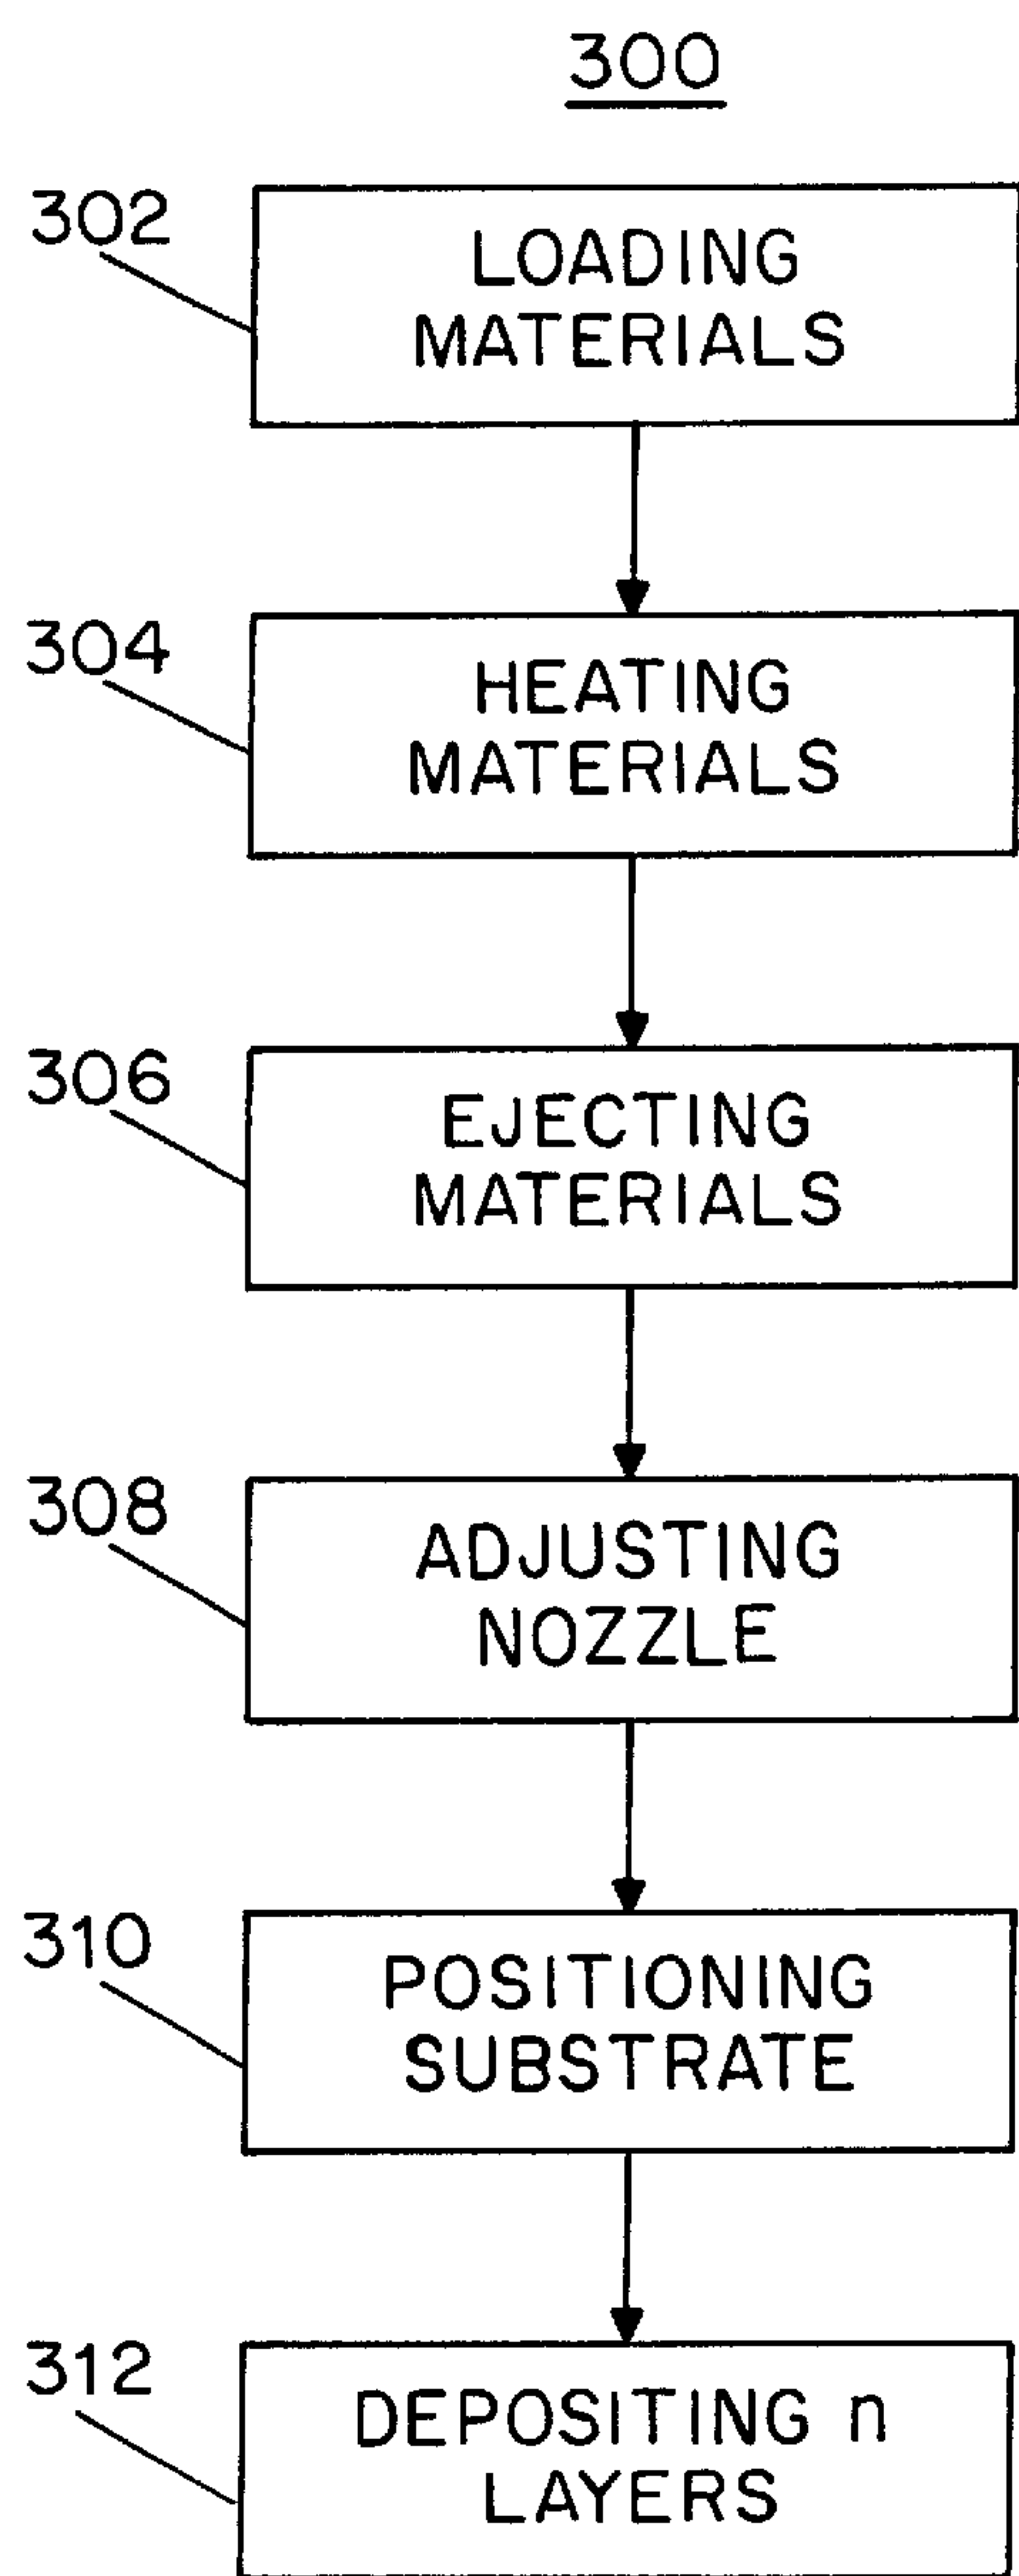 300
302
LOADING
MATERIALS
304
HEATING
MATERIALS
306
EJECTING
MATERIALS
308
ADJUSTING
NOZZLE
310
POSITIONING
SUBSTRATE
312
DEPOSITING n
LAYERS